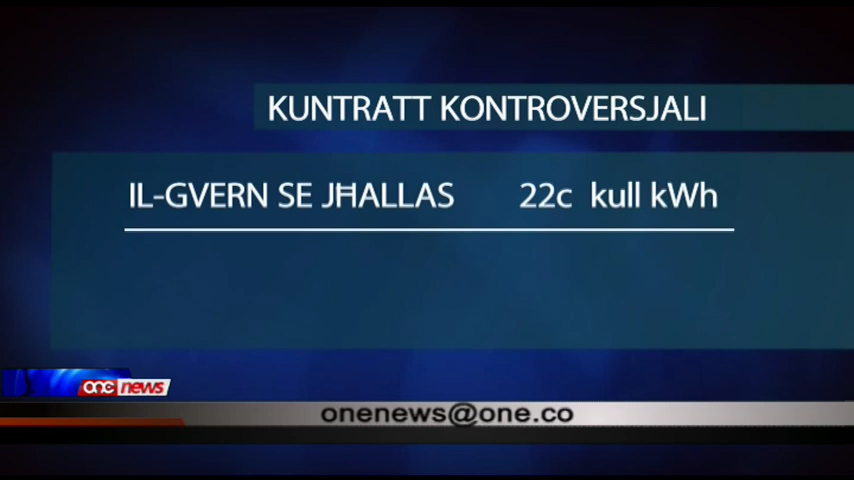 KUNTRATT KONTROVERSJALI
IL-GVERN SE JĦALLAS 22c kull kWh
one news
onenews@one.co